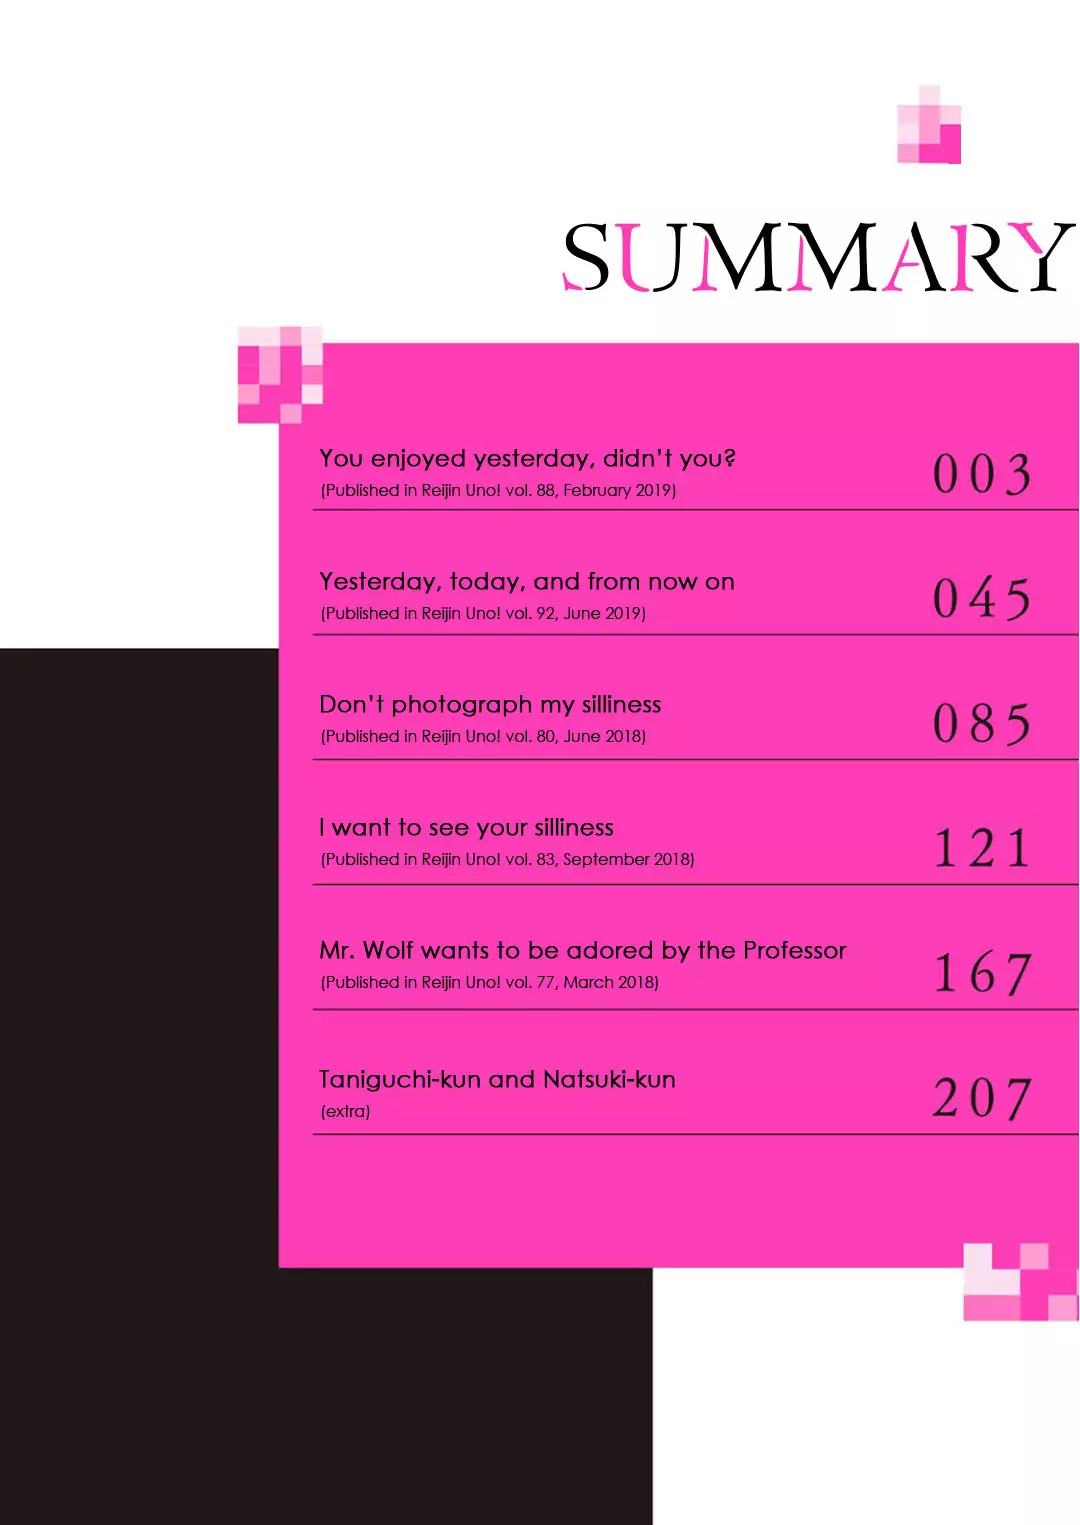 SUMMARY
You enjoyed yesterday, didn’t you?
(Published in Reijin Uno! vol. 88, February 2019)
003
Yesterday, today, and from now on
(Published in Reijin Uno! vol. 92, June 2019)
045
Don’t photograph my silliness
(Published in Reijin Uno! vol. 80, June 2018)
085
I want to see your silliness
(Published in Reijin Uno! vol. 83, September 2018)
121
Mr. Wolf wants to be adored by the Professor
(Published in Reijin Uno! vol. 77, March 2018)
167
Taniguchi-kun and Natsuki-kun
(extra)
207